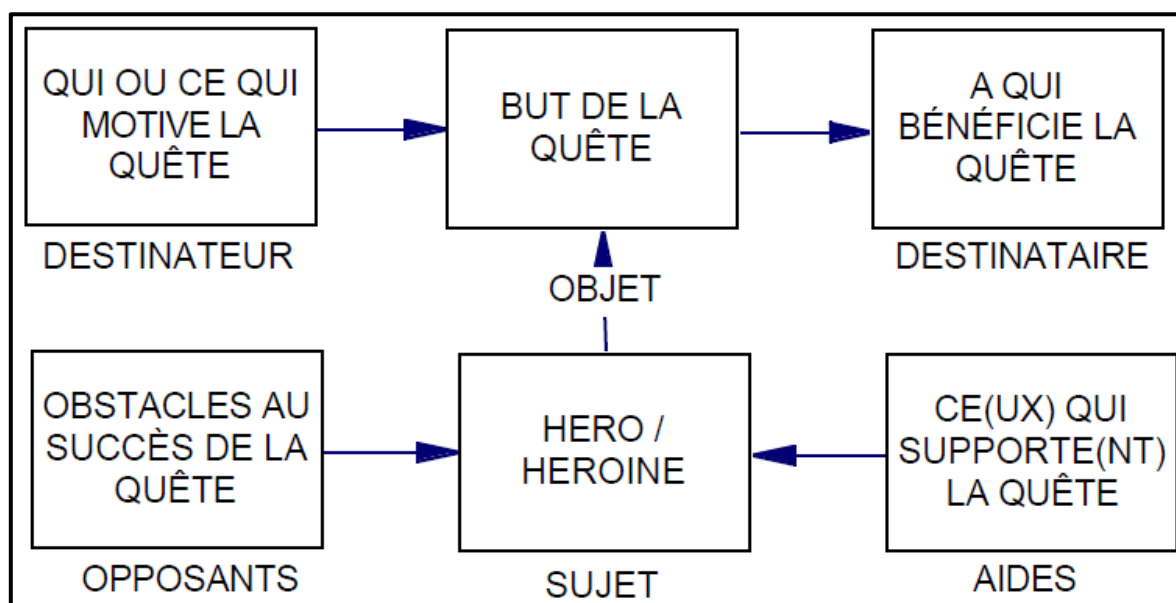 QUI OU CE QUI
MOTIVE LA
QUÊTE
DESTINATEUR
BUT DE LA
QUÊTE
OBJET
A QUI
BÉNÉFICIE LA
QUÊTE
DESTINATAIRE
OBSTACLES AU
SUCCÈS DE LA
QUÊTE
OPPOSANTS
HERO /
HEROINE
SUJET
CE(UX) QUI
SUPPORTE(NT)
LA QUÊTE
AIDES